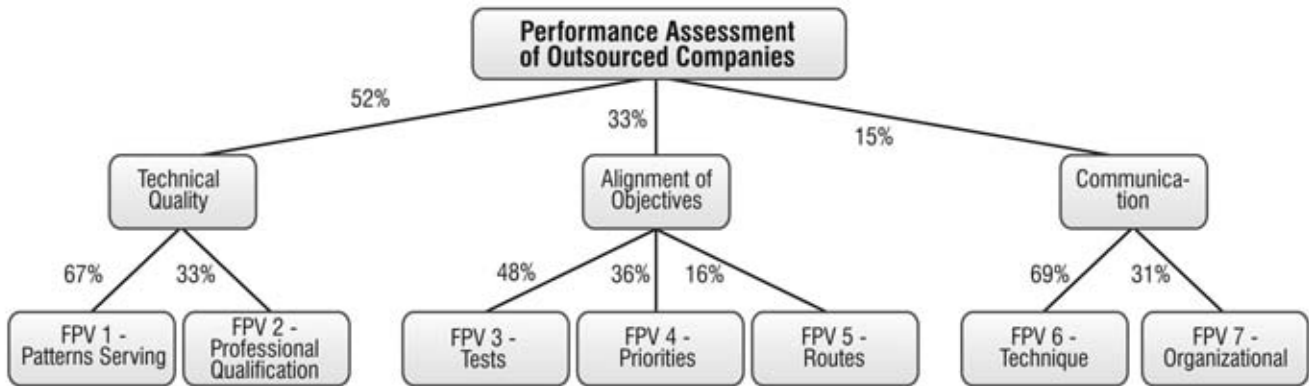 Performance Assessment
of Outsourced Companies
52%
33%
15%
Technical
Quality
Alignment of
Objectives
Communica-
tion
67%
33%
48%
36%
16%
69%
31%
FPV 1 -
Patterns Serving
FPV 2 -
Professional
Qualification
FPV 3 -
Tests
FPV 4 -
Priorities
FPV 5 -
Routes
FPV 6 -
Technique
FPV 7 -
Organizational